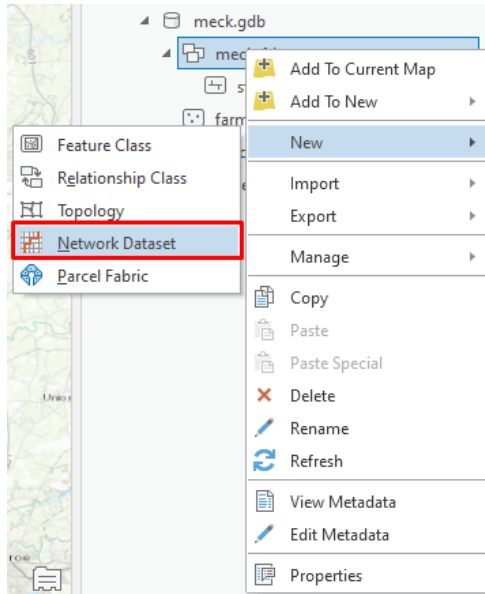 meck.gdb
Add To Current Map
farm
Add To New
Feature Class
New
Relationship Class
Import
Topology
Export
Network Dataset
Manage
Parcel Fabric
Copy
Paste
Paste Special
Delete
Rename
Refresh
View Metadata
Edit Metadata
Properties